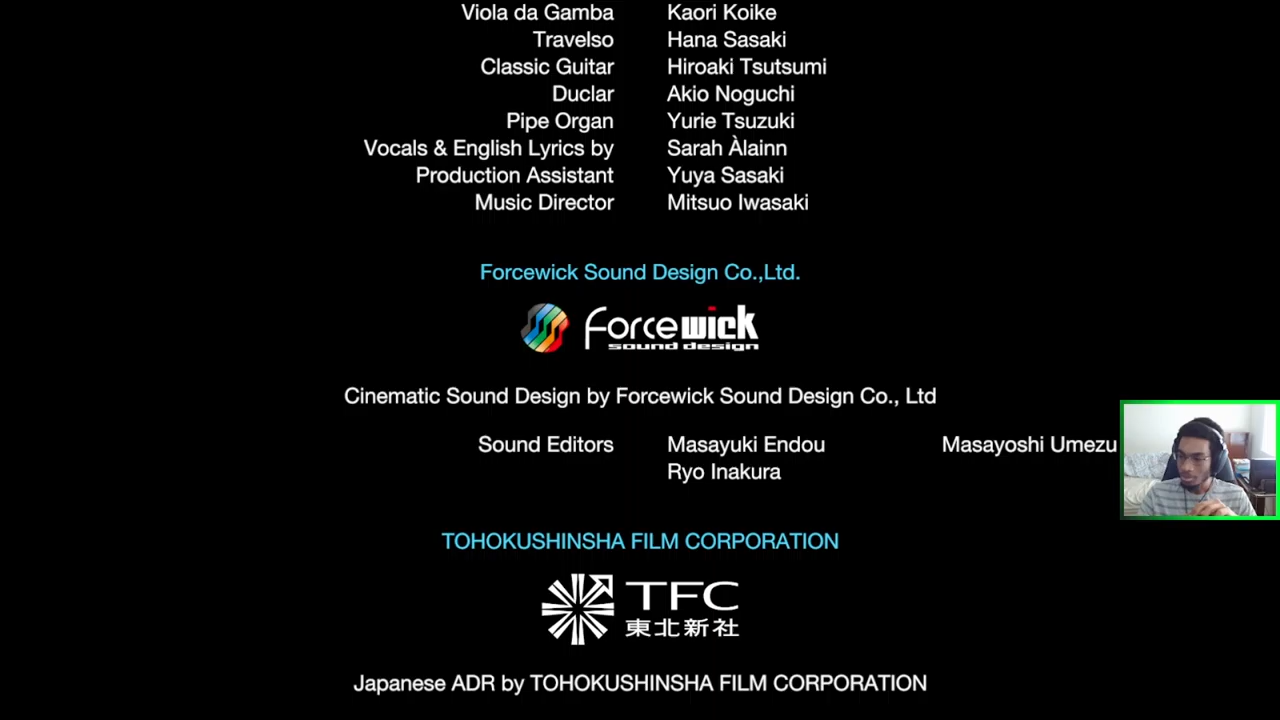 Viola da Gamba Kaori Koike
Travelso Hana Sasaki
Classic Guitar Hiroaki Tsutsumi
Duclar Akio Noguchi
Pipe Organ Yurie Tsuzuki
Vocals & English Lyrics by Sarah Àlainn
Production Assistant Yuya Sasaki
Music Director Mitsuo Iwasaki
Forcewick Sound Design Co.,Ltd.
Forcewick
sound design
Cinematic Sound Design by Forcewick Sound Design Co., Ltd
Sound Editors Masayuki Endou Masayoshi Umezu
Ryo Inakura
TOHOKUSHINSHA FILM CORPORATION
TFC
東北新社
Japanese ADR by TOHOKUSHINSHA FILM CORPORATION